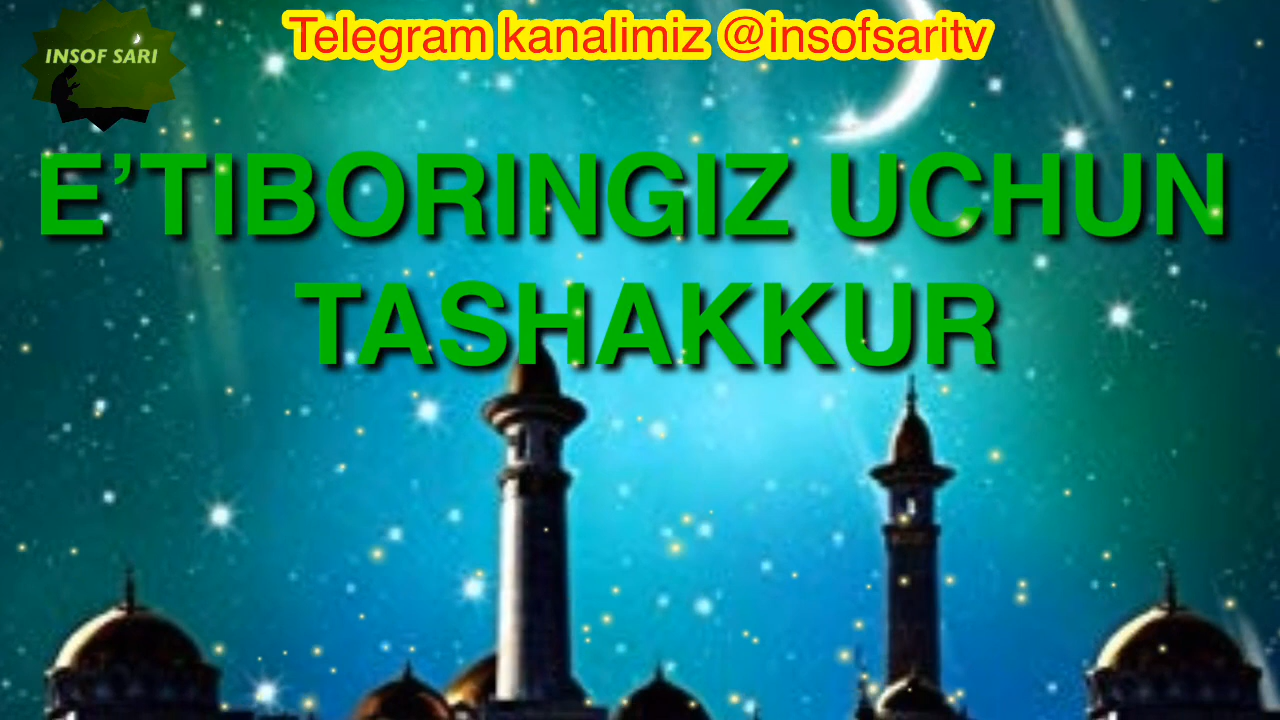 Telegram kanalimiz @insofsaritv
INSOF SARI
E’TIBORINGIZ UCHUN
TASHAKKUR